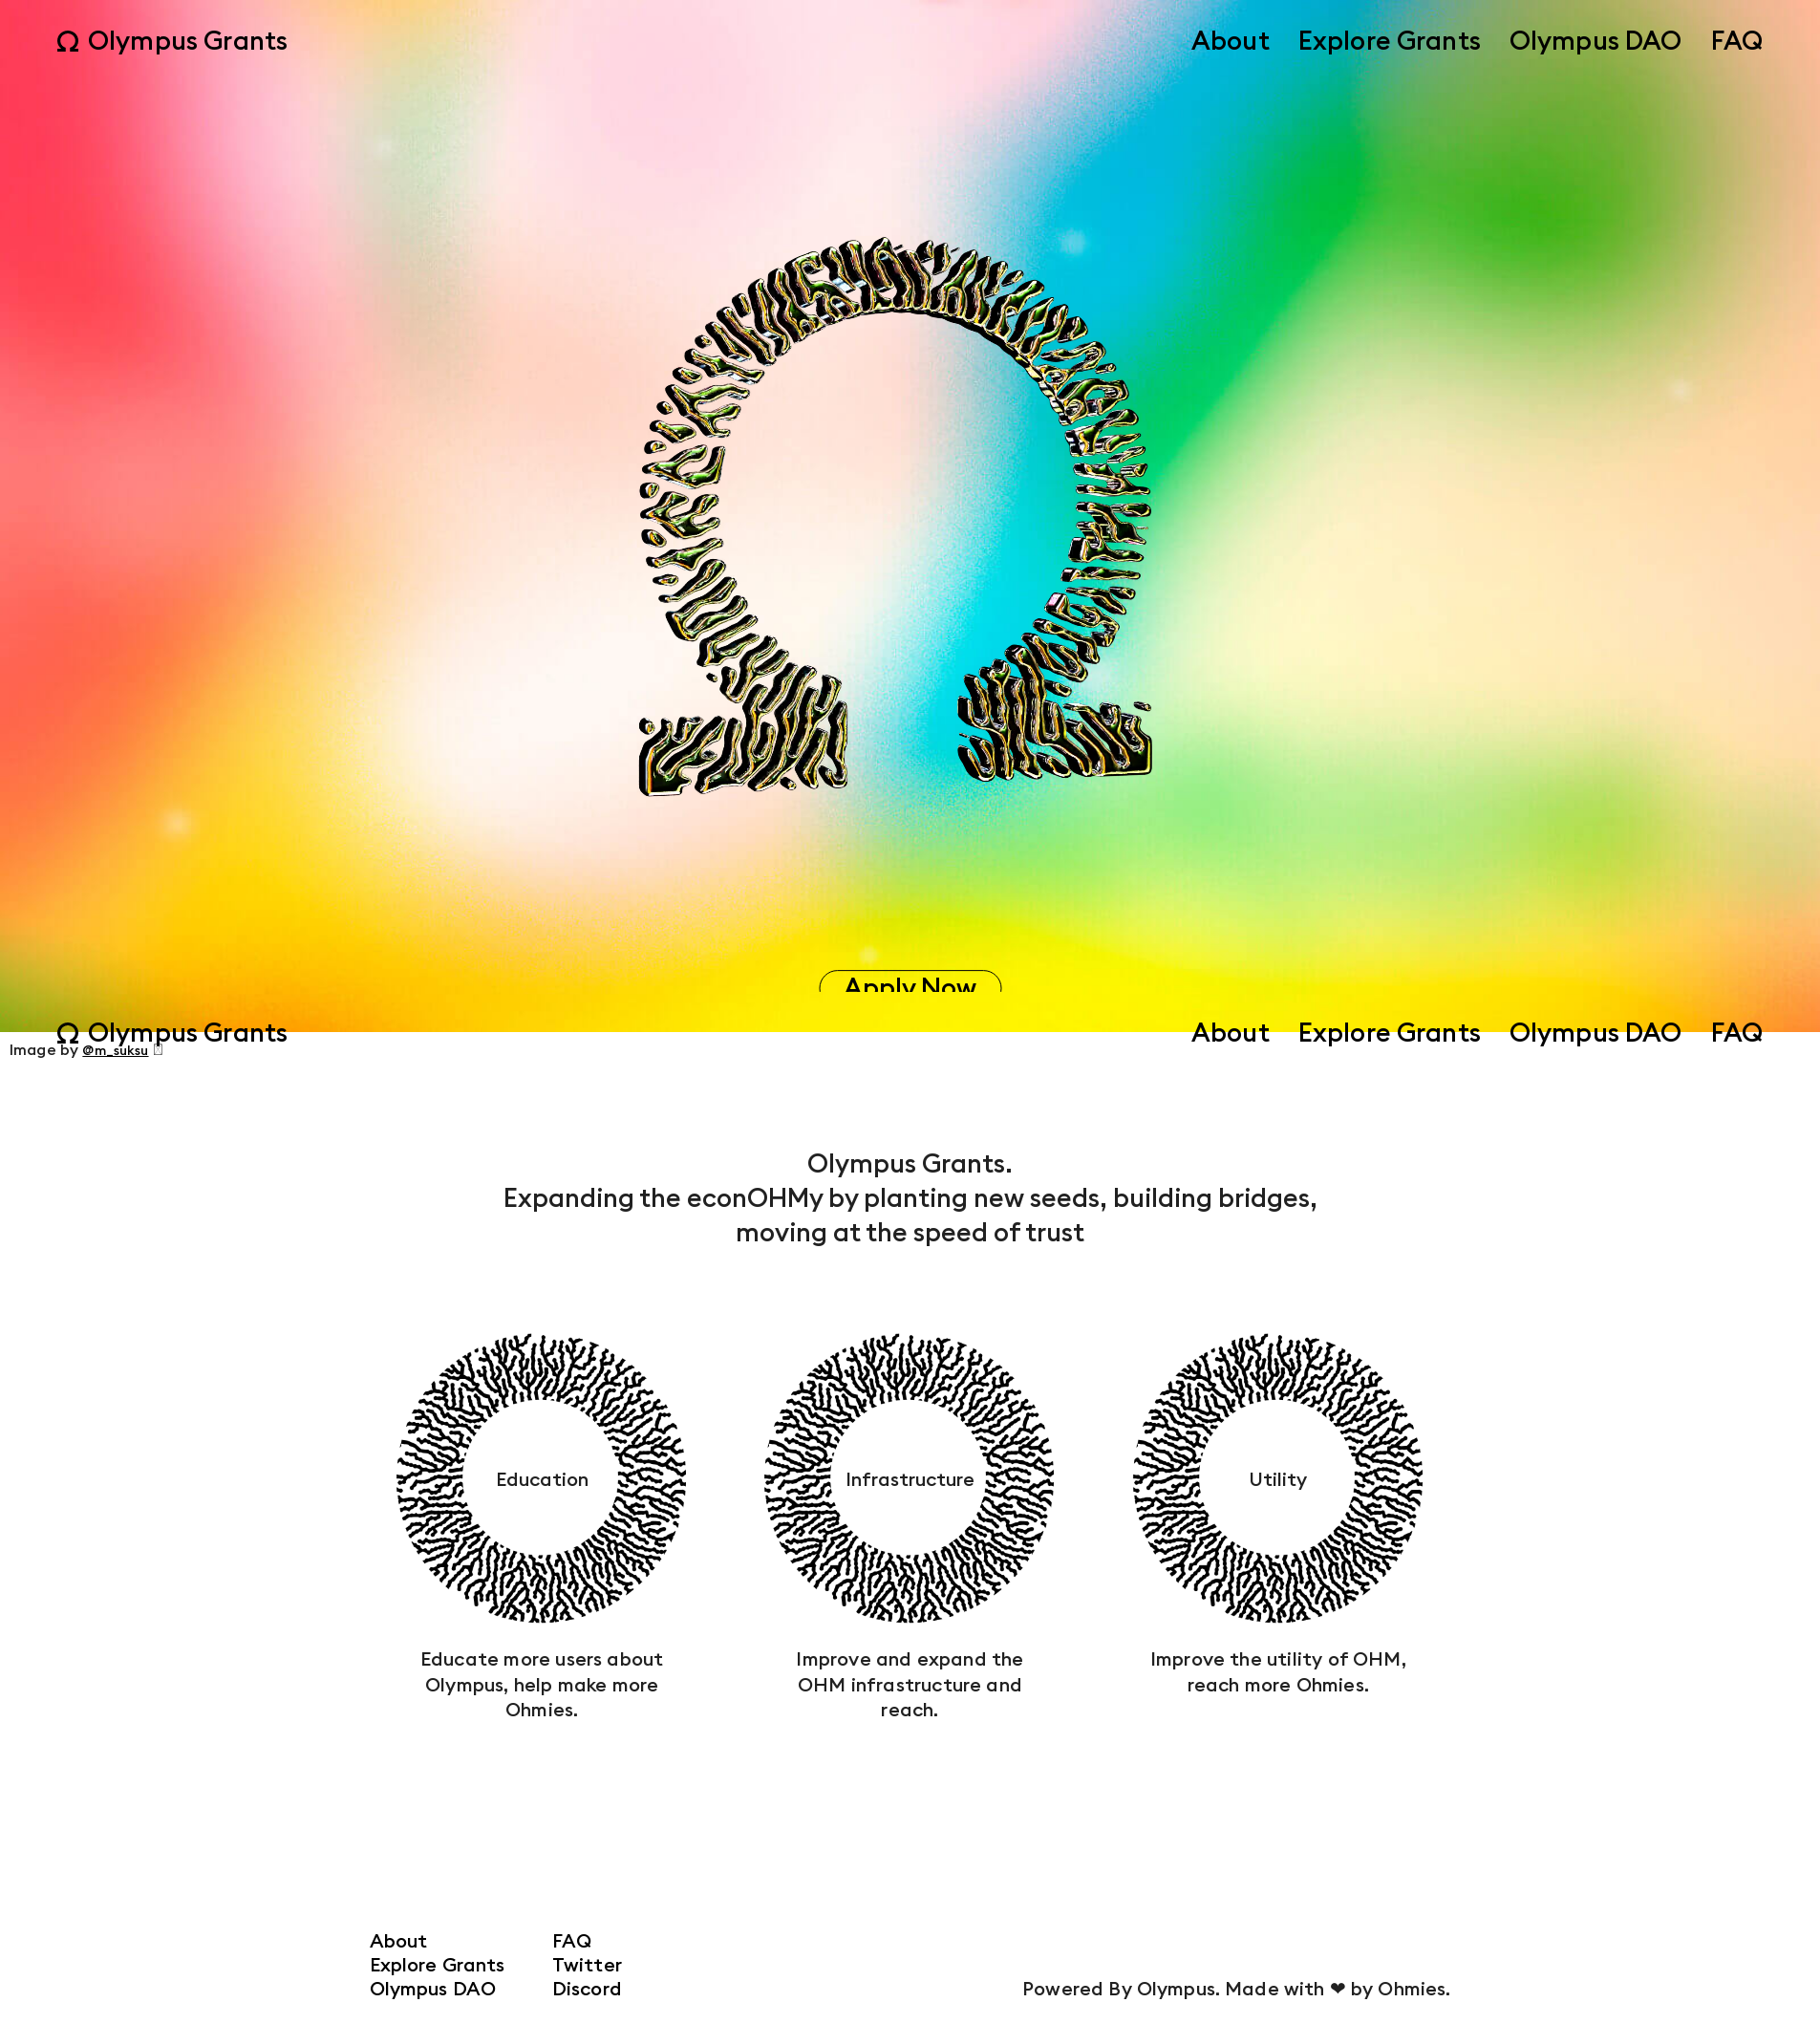 Ω Olympus Grants
About Explore Grants Olympus DAO FAQ
Apply Now
Ω Olympus Grants
About Explore Grants Olympus DAO FAQ
Image by @m_suksu
Olympus Grants.
Expanding the econOHMy by planting new seeds, building bridges,
moving at the speed of trust
Education
Infrastructure
Utility
Educate more users about
Olympus, help make more
Ohmies.
Improve and expand the
OHM infrastructure and
reach.
Improve the utility of OHM,
reach more Ohmies.
About
Explore Grants
Olympus DAO
FAQ
Twitter
Discord
Powered By Olympus. Made with ❤ by Ohmies.